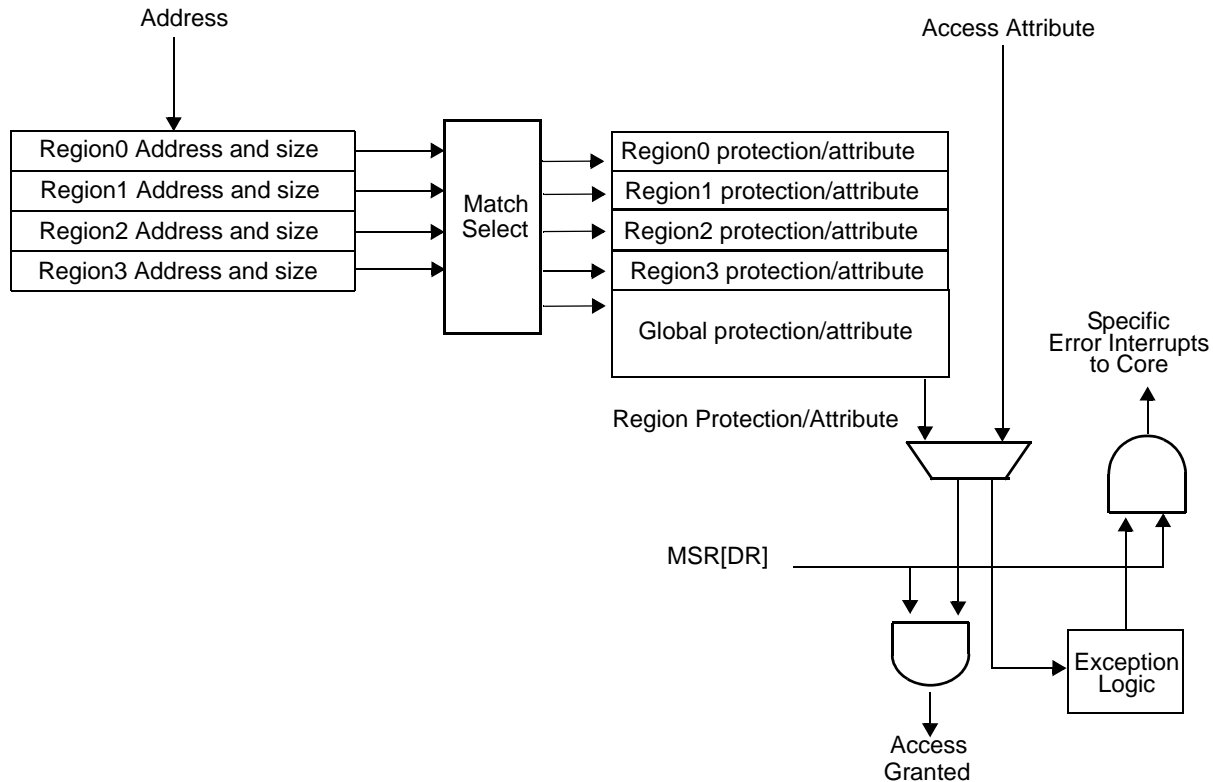 Address
Access Attribute
Region0 Address and size
Region1 Address and size
Region2 Address and size
Region3 Address and size
Match
Select
Region0 protection/attribute
Region1 protection/attribute
Region2 protection/attribute
Region3 protection/attribute
Global protection/attribute
Specific
Error Interrupts
to Core
Region Protection/Attribute
MSR[DR]
Exception
Logic
Access
Granted